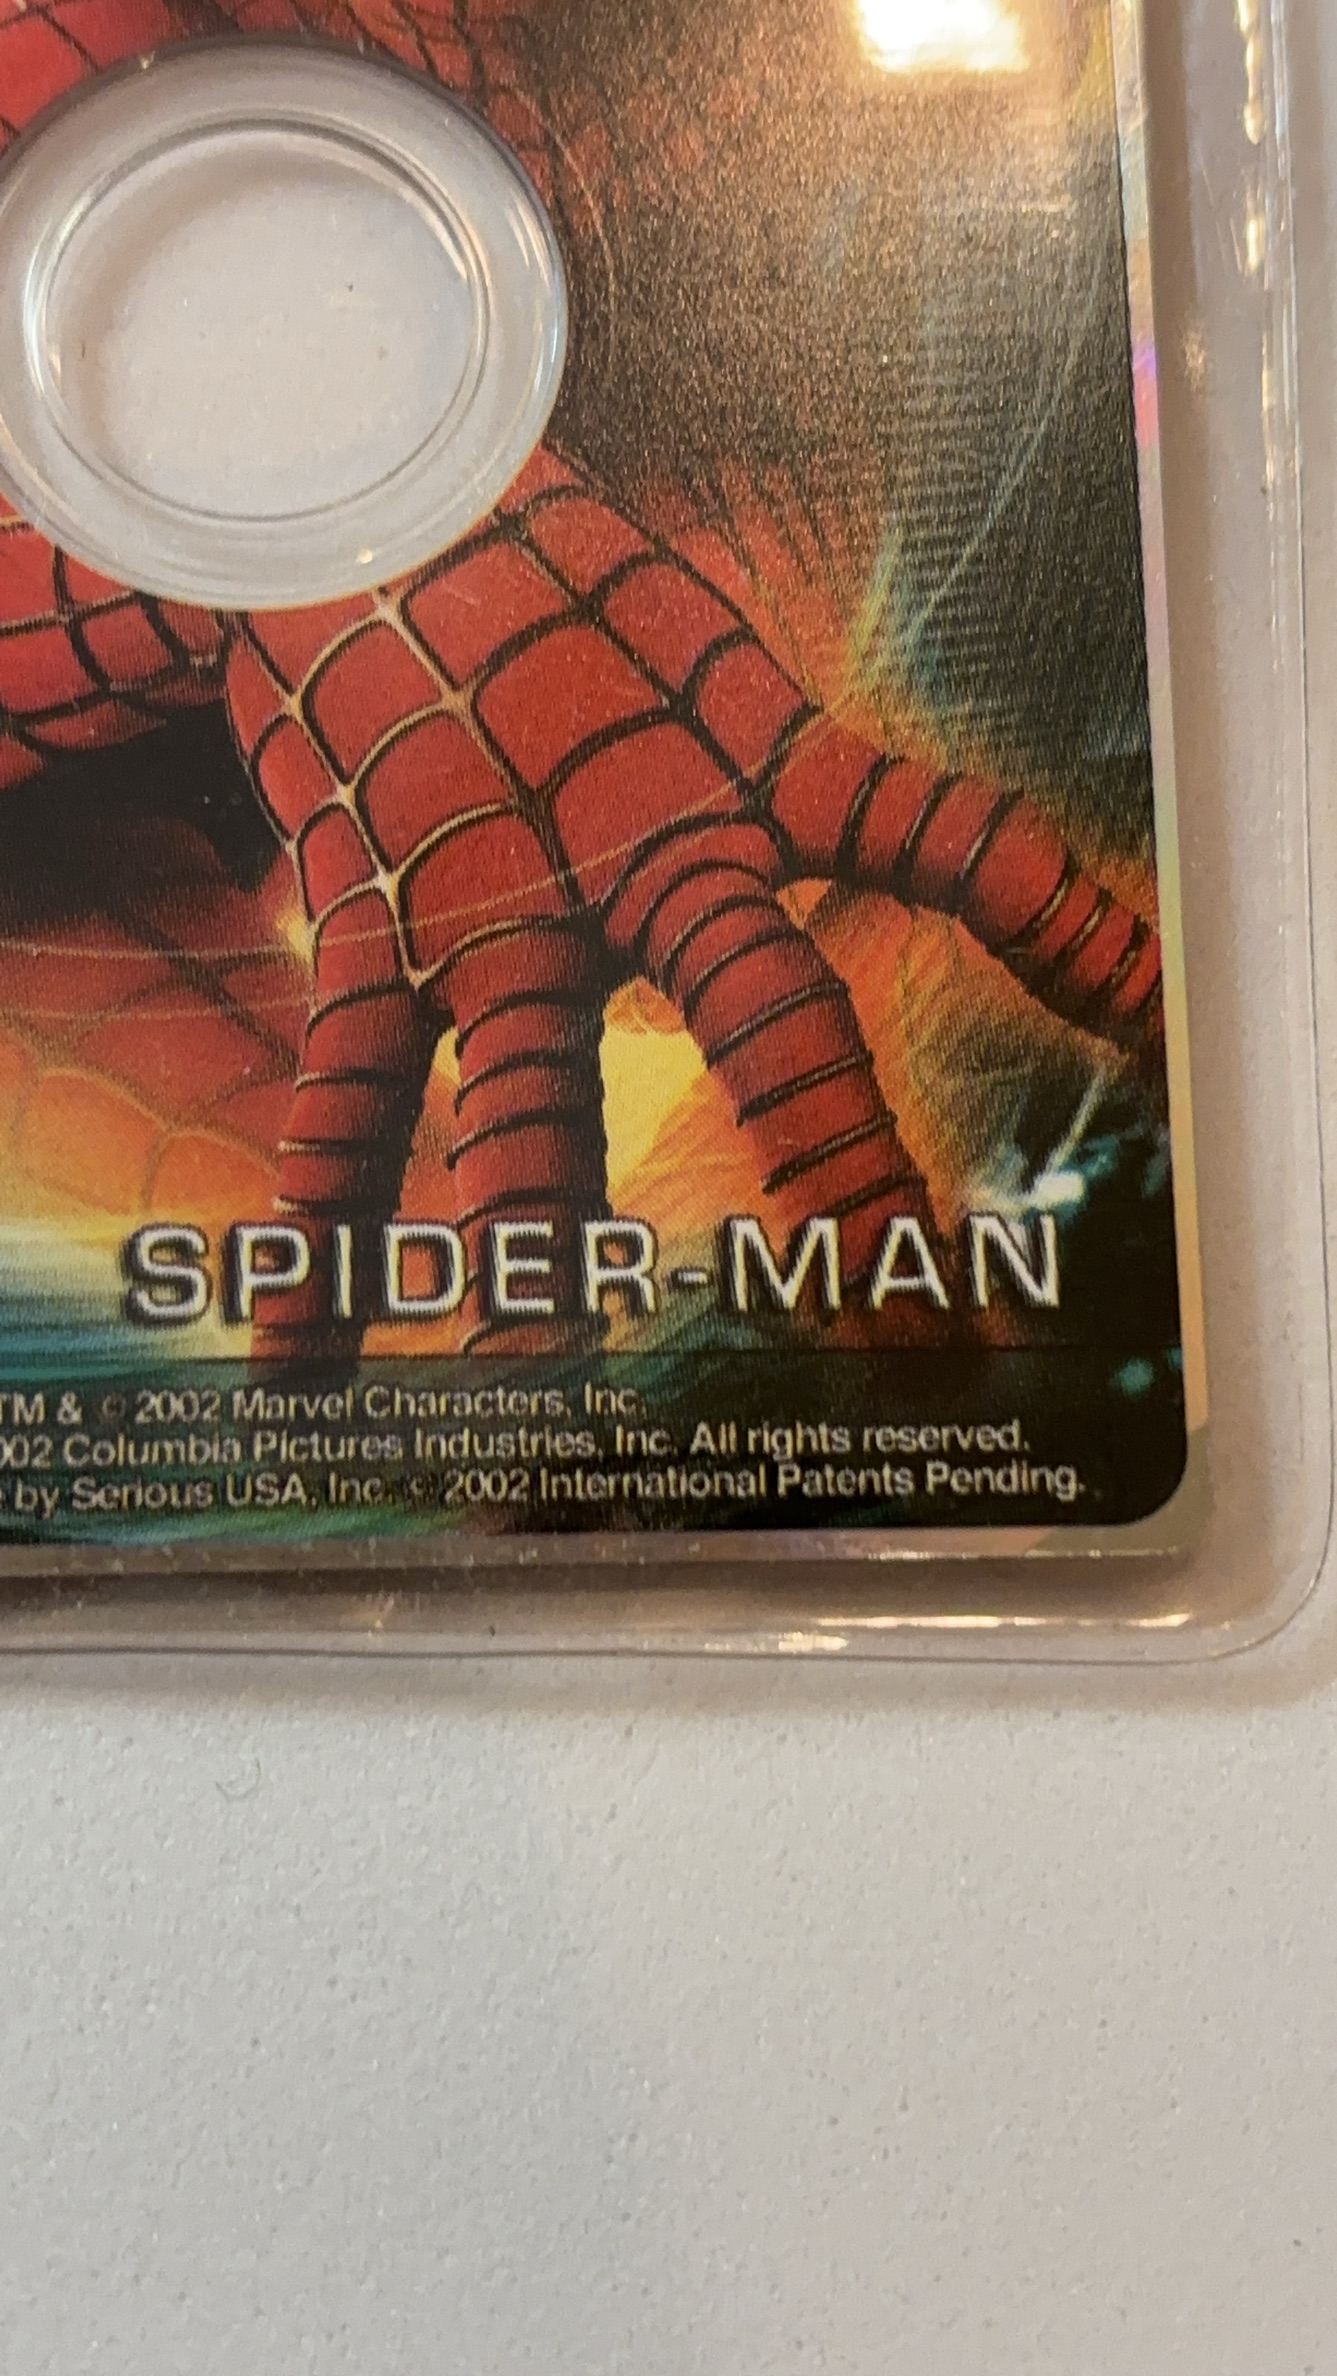 SPIDER-MAN
TM & © 2002 Marvel Characters, Inc.
002 Columbia Pictures Industries, Inc. All rights reserved.
by Serious USA, Inc. © 2002 International Patents Pending.